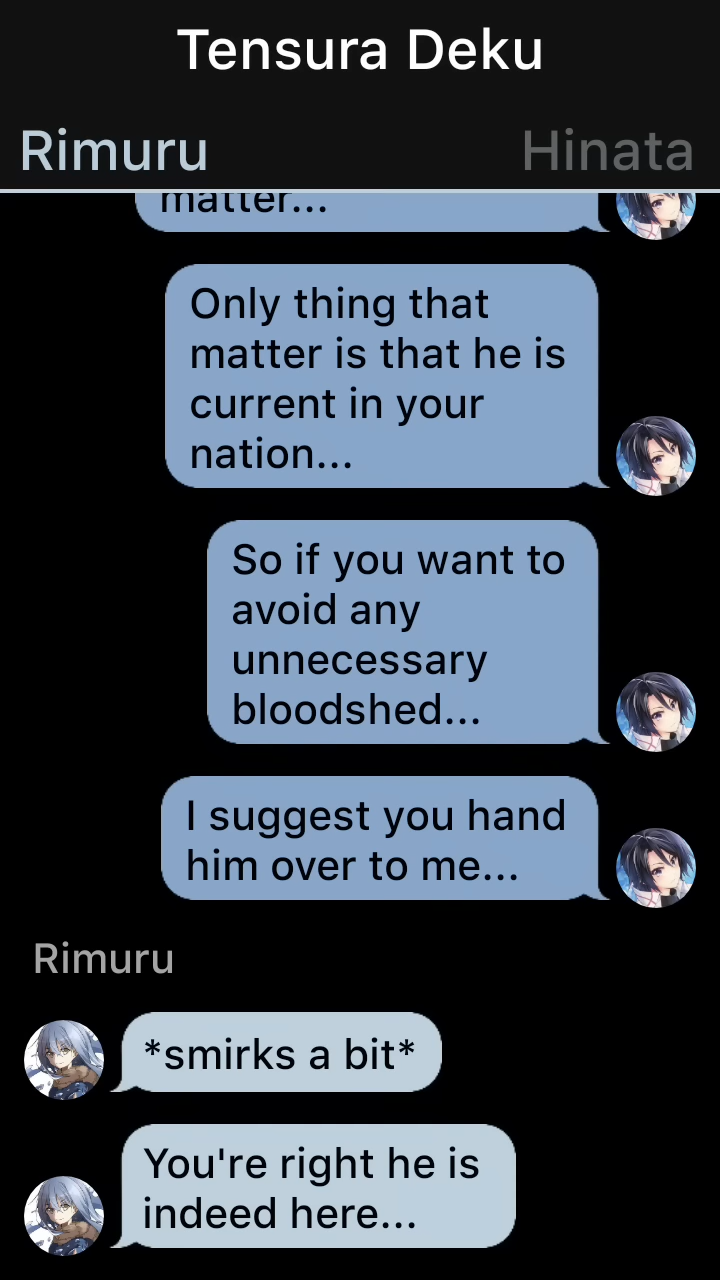 Tensura Deku
Rimuru
Hinata
matter...
Only thing that
matter is that he is
current in your
nation...
So if you want to
avoid any
unnecessary
bloodshed...
I suggest you hand
him over to me...
Rimuru
*smirks a bit*
You're right he is
indeed here...